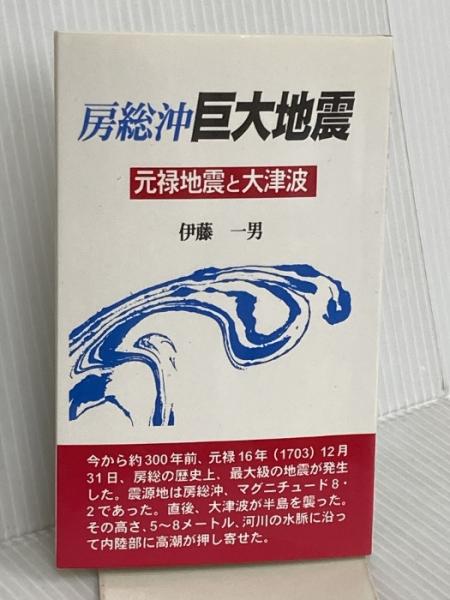 房総沖巨大地震
元禄地震と大津波
伊藤 一男
今から約300年前、元禄16年（1703）12月
31日、房総の歴史上、最大級の地震が発生
した。震源地は房総沖、マグニチュード8・
2であった。直後、大津波が半島を襲った。
その高さ、5〜8メートル、河川の水脈に沿っ
て内陸部に高潮が押し寄せた。